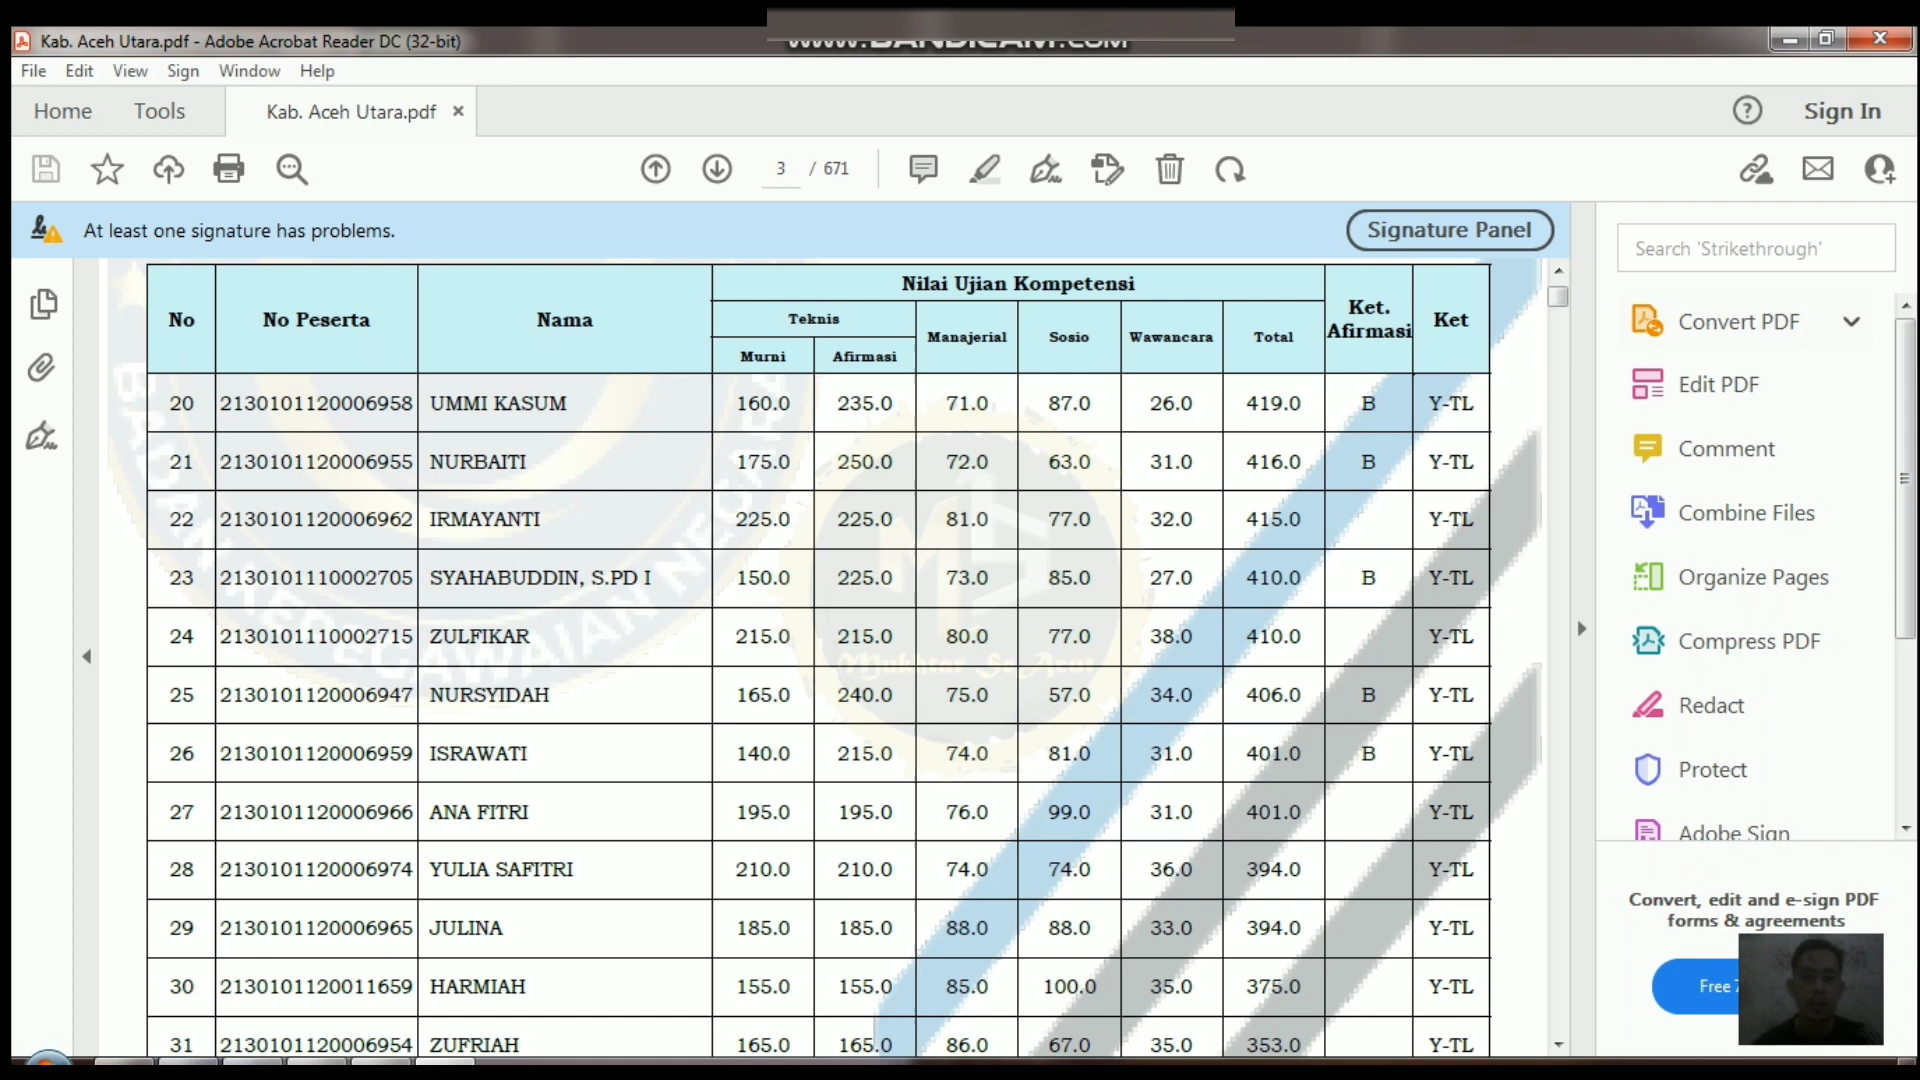 www.BANDICAM.com
Kab. Aceh Utara.pdf - Adobe Acrobat Reader DC (32-bit)
File Edit View Sign Window Help
Home Tools Kab. Aceh Utara.pdf × Sign In
3 / 671
At least one signature has problems. Signature Panel
Search 'Strikethrough'
No No Peserta Nama Nilai Ujian Kompetensi Ket. Afirmasi Ket
Teknis Manajerial Sosio Wawancara Total
Murni Afirmasi
20 2130101120006958 UMMI KASUM 160.0 235.0 71.0 87.0 26.0 419.0 B Y-TL
21 2130101120006955 NURBAITI 175.0 250.0 72.0 63.0 31.0 416.0 B Y-TL
22 2130101120006962 IRMAYANTI 225.0 225.0 81.0 77.0 32.0 415.0 Y-TL
23 2130101110002705 SYAHABUDDIN, S.PD I 150.0 225.0 73.0 85.0 27.0 410.0 B Y-TL
24 2130101110002715 ZULFIKAR 215.0 215.0 80.0 77.0 38.0 410.0 Y-TL
25 2130101120006947 NURSYIDAH 165.0 240.0 75.0 57.0 34.0 406.0 B Y-TL
26 2130101120006959 ISRAWATI 140.0 215.0 74.0 81.0 31.0 401.0 B Y-TL
27 2130101120006966 ANA FITRI 195.0 195.0 76.0 99.0 31.0 401.0 Y-TL
28 2130101120006974 YULIA SAFITRI 210.0 210.0 74.0 74.0 36.0 394.0 Y-TL
29 2130101120006965 JULINA 185.0 185.0 88.0 88.0 33.0 394.0 Y-TL
30 2130101120011659 HARMIAH 155.0 155.0 85.0 100.0 35.0 375.0 Y-TL
31 2130101120006954 ZUFRIAH 165.0 165.0 86.0 67.0 35.0 353.0 Y-TL
BADAN KEPEGAWAIAN NEGARA
Convert PDF
Edit PDF
Comment
Combine Files
Organize Pages
Compress PDF
Redact
Protect
Adobe Sign
Convert, edit and e-sign PDF
forms & agreements
Free